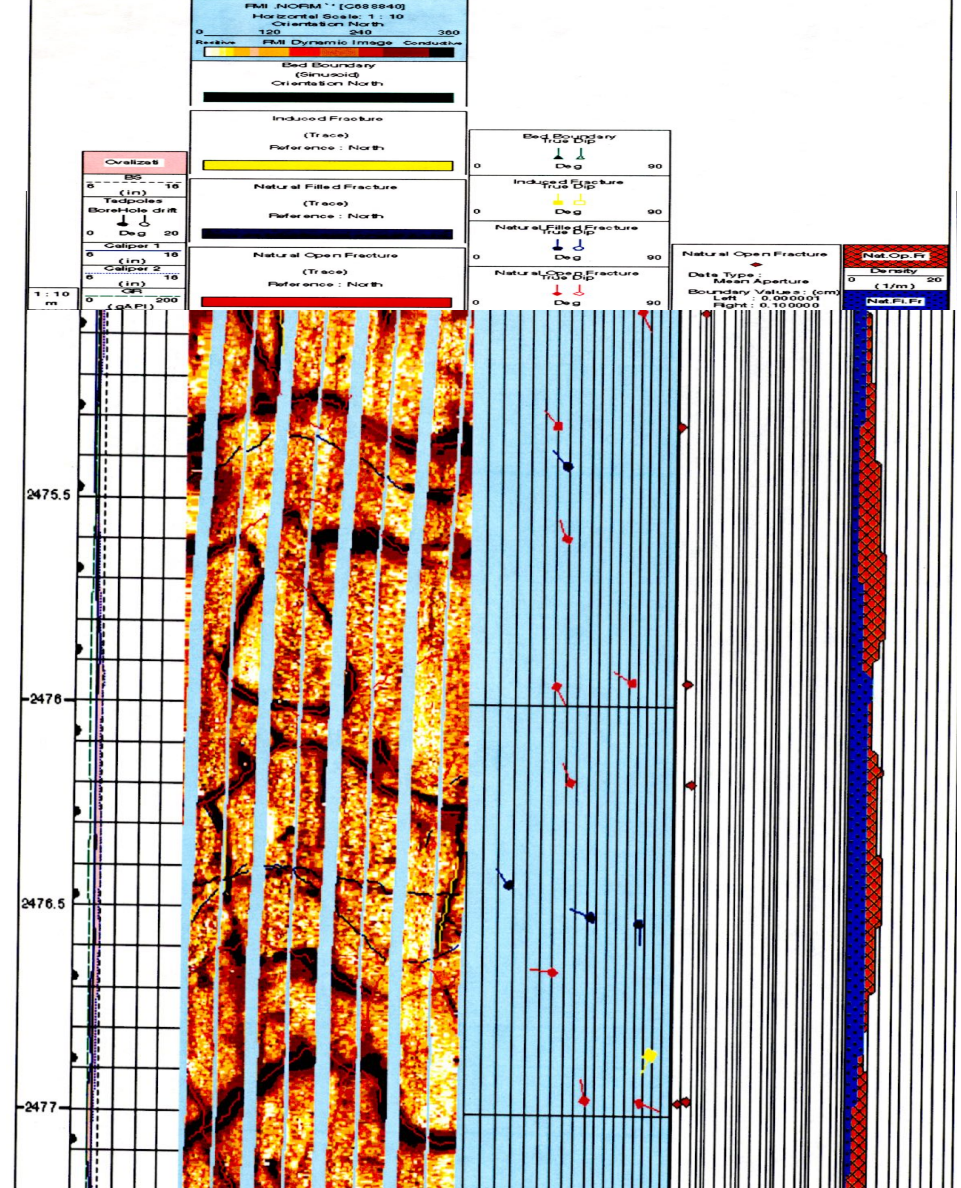 FMI .NORM `` [C688840]
Horizontal Scale: 1 : 10
Orientation North
0 120 240 360
Resistive FMI Dynamic Image Conductive
Bed Boundary
(Sinusoid)
Orientation North
Induced Fracture
(Trace)
Reference : North
Natural Filled Fracture
(Trace)
Reference : North
Natural Open Fracture
(Trace)
Reference : North
Ovalizati
BS
6 (in) 16
Tadpoles
BoreHole drift
0 Deg 20
Caliper 1
6 (in) 16
Caliper 2
6 (in) 16
GR
0 (gAPI) 200
1 : 10
m
Bed Boundary
True Dip
0 Deg 90
Induced Fracture
True Dip
0 Deg 90
Natural Filled Fracture
True Dip
0 Deg 90
Natural Open Fracture
True Dip
0 Deg 90
Natural Open Fracture
Data Type :
Mean Aperture
Boundary Values : (cm)
Left : 0.000001
Right : 0.100000
Nat.Op.Fr
Density
0 (1/m) 20
Nat.Fi.Fr
2475.5
2476
2476.5
2477